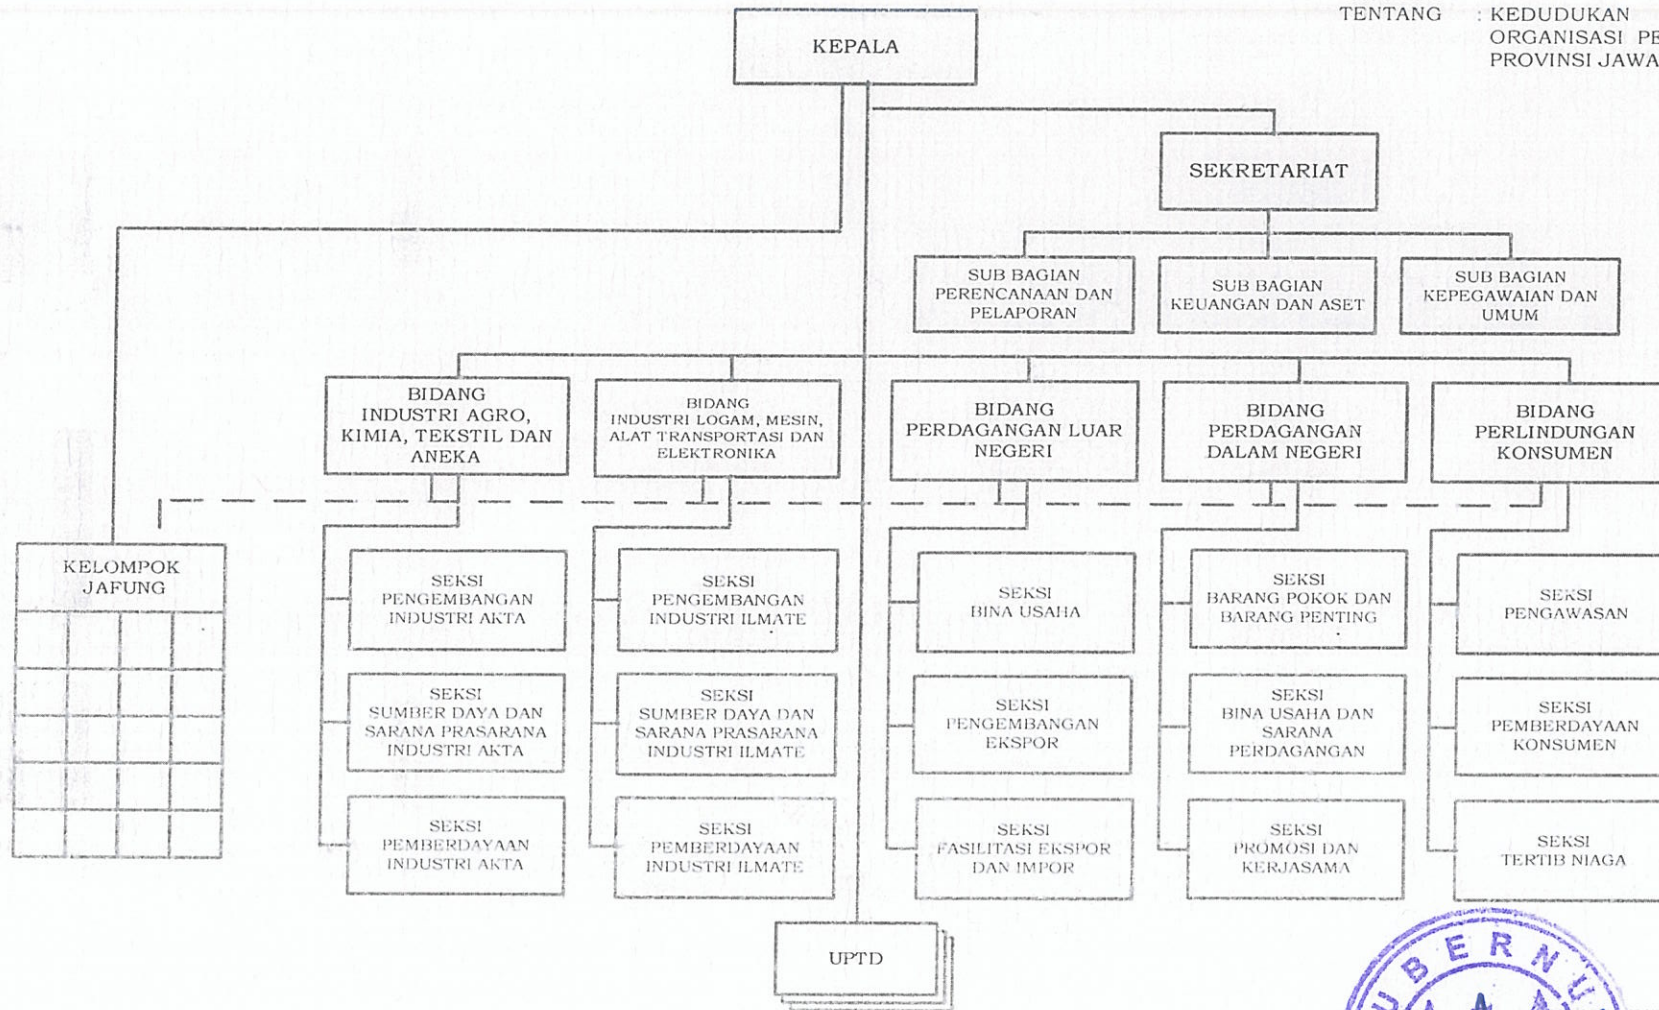 TENTANG : KEDUDUKAN
ORGANISASI PE
PROVINSI JAWA
KEPALA
SEKRETARIAT
SUB BAGIAN
PERENCANAAN DAN
PELAPORAN
SUB BAGIAN
KEUANGAN DAN ASET
SUB BAGIAN
KEPEGAWAIAN DAN
UMUM
BIDANG
INDUSTRI AGRO,
KIMIA, TEKSTIL DAN
ANEKA
BIDANG
INDUSTRI LOGAM, MESIN,
ALAT TRANSPORTASI DAN
ELEKTRONIKA
BIDANG
PERDAGANGAN LUAR
NEGERI
BIDANG
PERDAGANGAN
DALAM NEGERI
BIDANG
PERLINDUNGAN
KONSUMEN
KELOMPOK
JAFUNG
SEKSI
PENGEMBANGAN
INDUSTRI AKTA
SEKSI
PENGEMBANGAN
INDUSTRI ILMATE
SEKSI
BINA USAHA
SEKSI
BARANG POKOK DAN
BARANG PENTING
SEKSI
PENGAWASAN
SEKSI
SUMBER DAYA DAN
SARANA PRASARANA
INDUSTRI AKTA
SEKSI
SUMBER DAYA DAN
SARANA PRASARANA
INDUSTRI ILMATE
SEKSI
PENGEMBANGAN
EKSPOR
SEKSI
BINA USAHA DAN
SARANA
PERDAGANGAN
SEKSI
PEMBERDAYAAN
KONSUMEN
SEKSI
PEMBERDAYAAN
INDUSTRI AKTA
SEKSI
PEMBERDAYAAN
INDUSTRI ILMATE
SEKSI
FASILITASI EKSPOR
DAN IMPOR
SEKSI
PROMOSI DAN
KERJASAMA
SEKSI
TERTIB NIAGA
UPTD
UBERNU